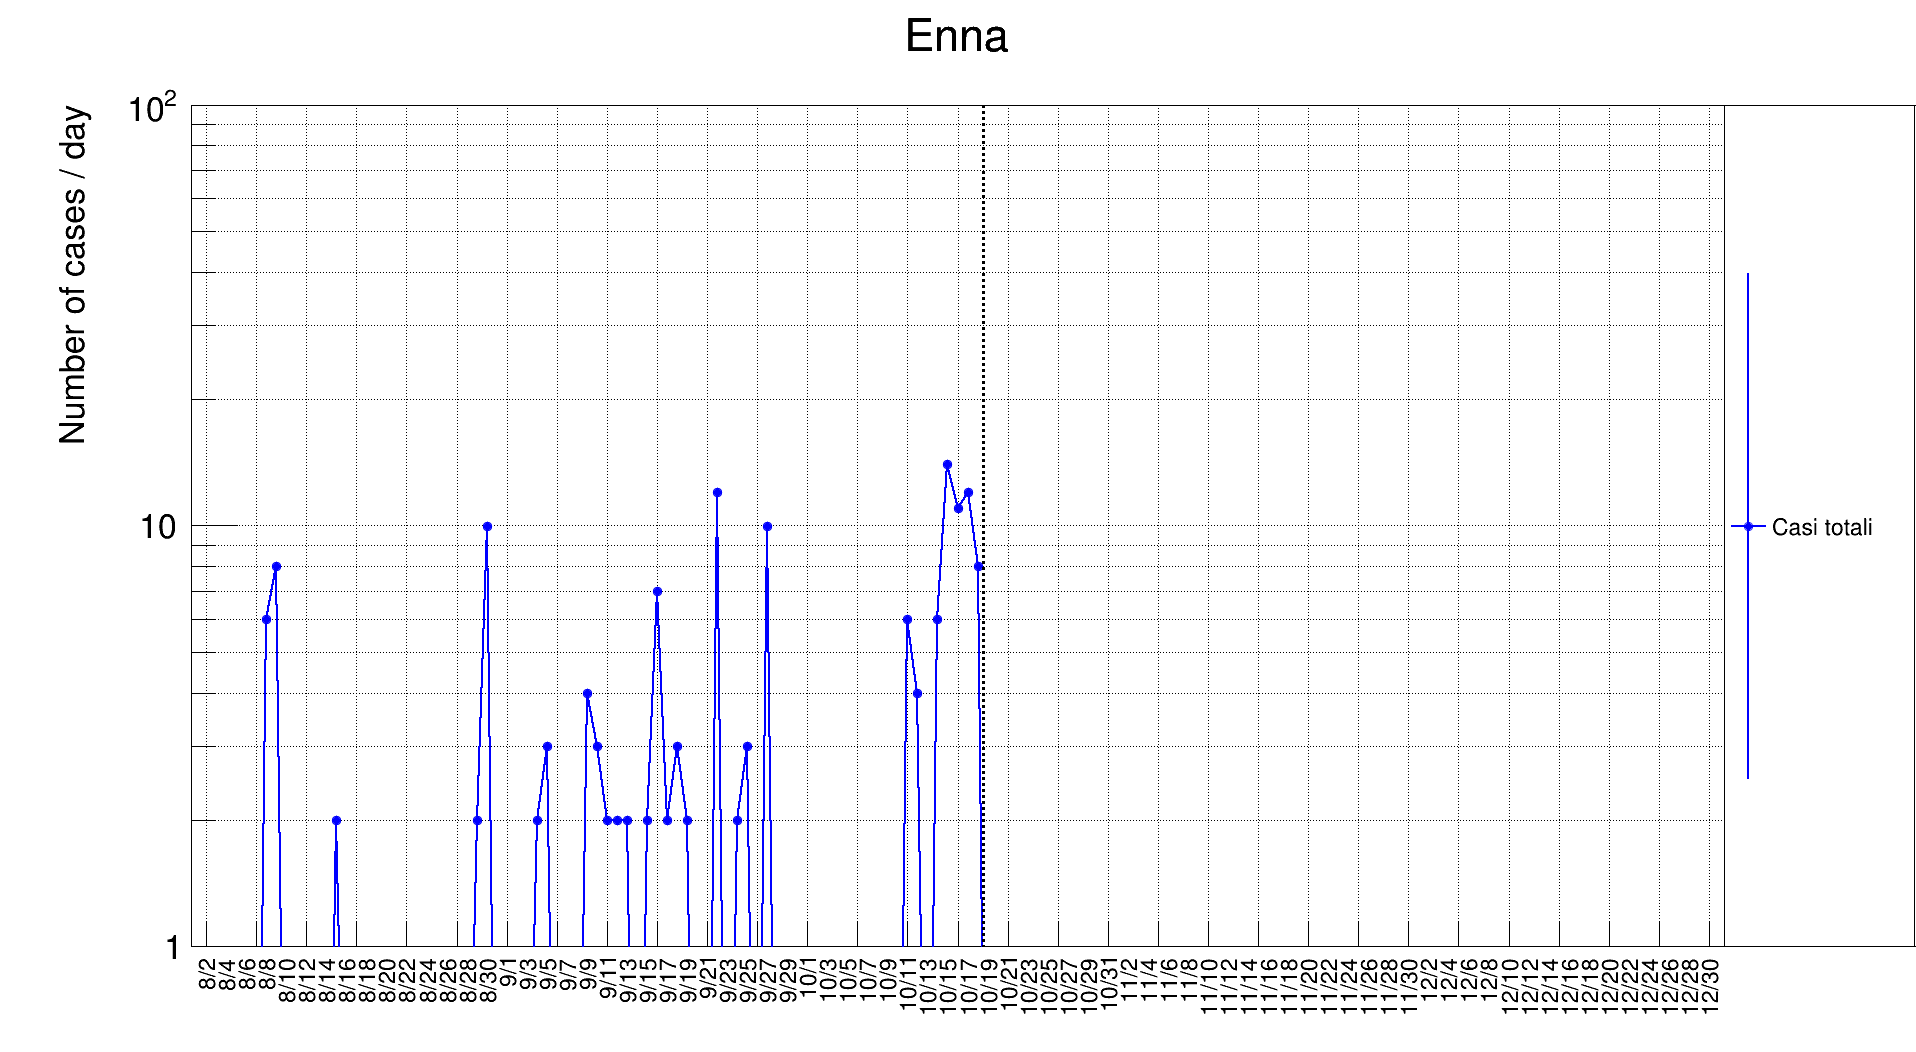 Enna
Number of cases / day
10²
10
1
Casi totali
8/2 8/4 8/6 8/8 8/10 8/12 8/14 8/16 8/18 8/20 8/22 8/24 8/26 8/28 8/30 9/1 9/3 9/5 9/7 9/9 9/11 9/13 9/15 9/17 9/19 9/21 9/23 9/25 9/27 9/29 10/1 10/3 10/5 10/7 10/9 10/11 10/13 10/15 10/17 10/19 10/21 10/23 10/25 10/27 10/29 10/31 11/2 11/4 11/6 11/8 11/10 11/12 11/14 11/16 11/18 11/20 11/22 11/24 11/26 11/28 11/30 12/2 12/4 12/6 12/8 12/10 12/12 12/14 12/16 12/18 12/20 12/22 12/24 12/26 12/28 12/30